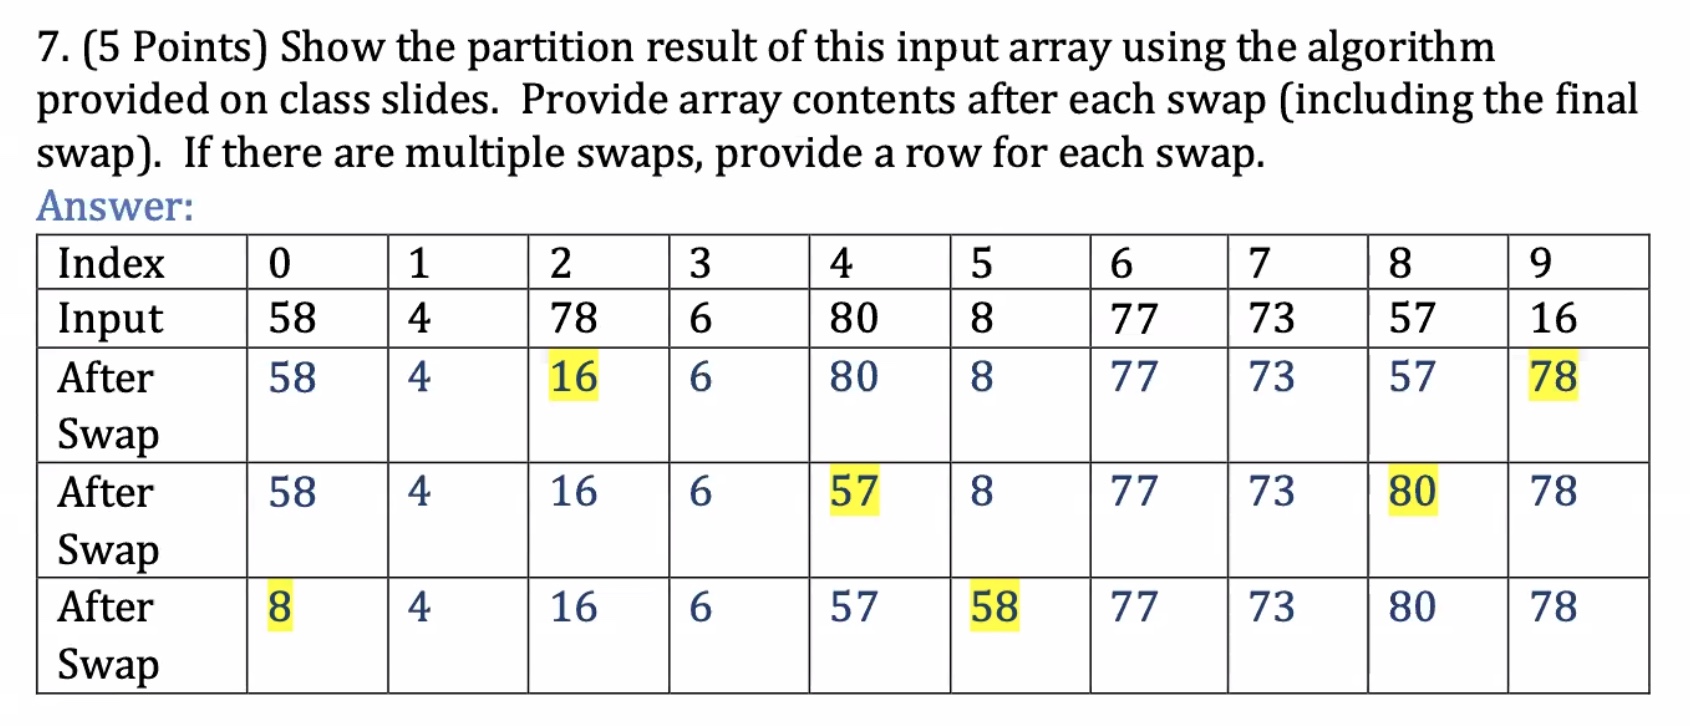 7. (5 Points) Show the partition result of this input array using the algorithm
provided on class slides.  Provide array contents after each swap (including the final
swap).  If there are multiple swaps, provide a row for each swap.
Answer:
Index 0 1 2 3 4 5 6 7 8 9
Input 58 4 78 6 80 8 77 73 57 16
After 58 4 16 6 80 8 77 73 57 78
Swap
After 58 4 16 6 57 8 77 73 80 78
Swap
After 8 4 16 6 57 58 77 73 80 78
Swap